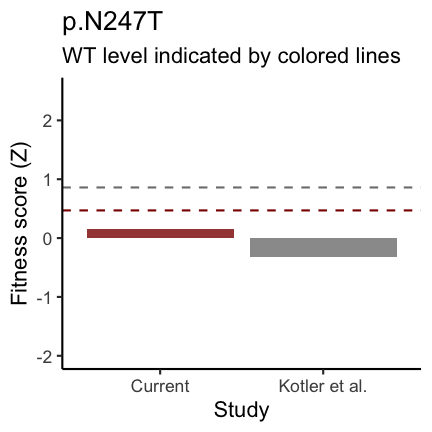 p.N247T
WT level indicated by colored lines
Fitness score (Z)
2
1
0
-1
-2
Current
Kotler et al.
Study